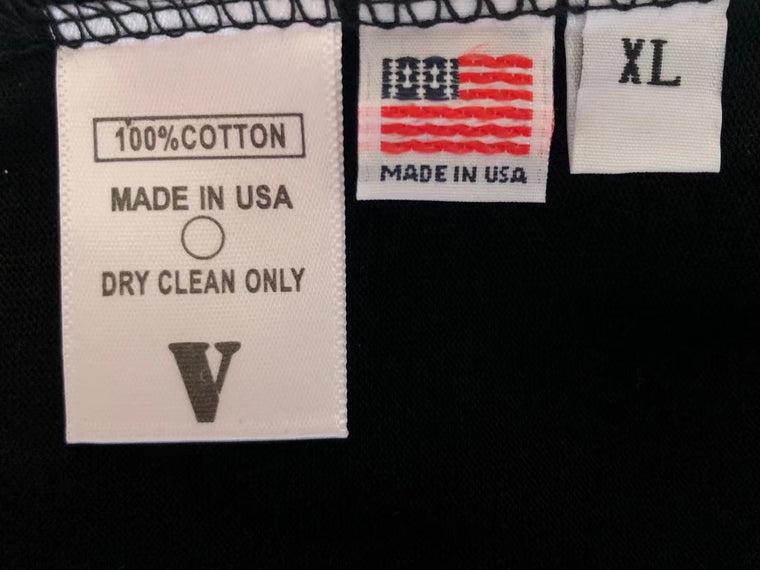 100%COTTON
MADE IN USA
DRY CLEAN ONLY
V
MADE IN USA
XL